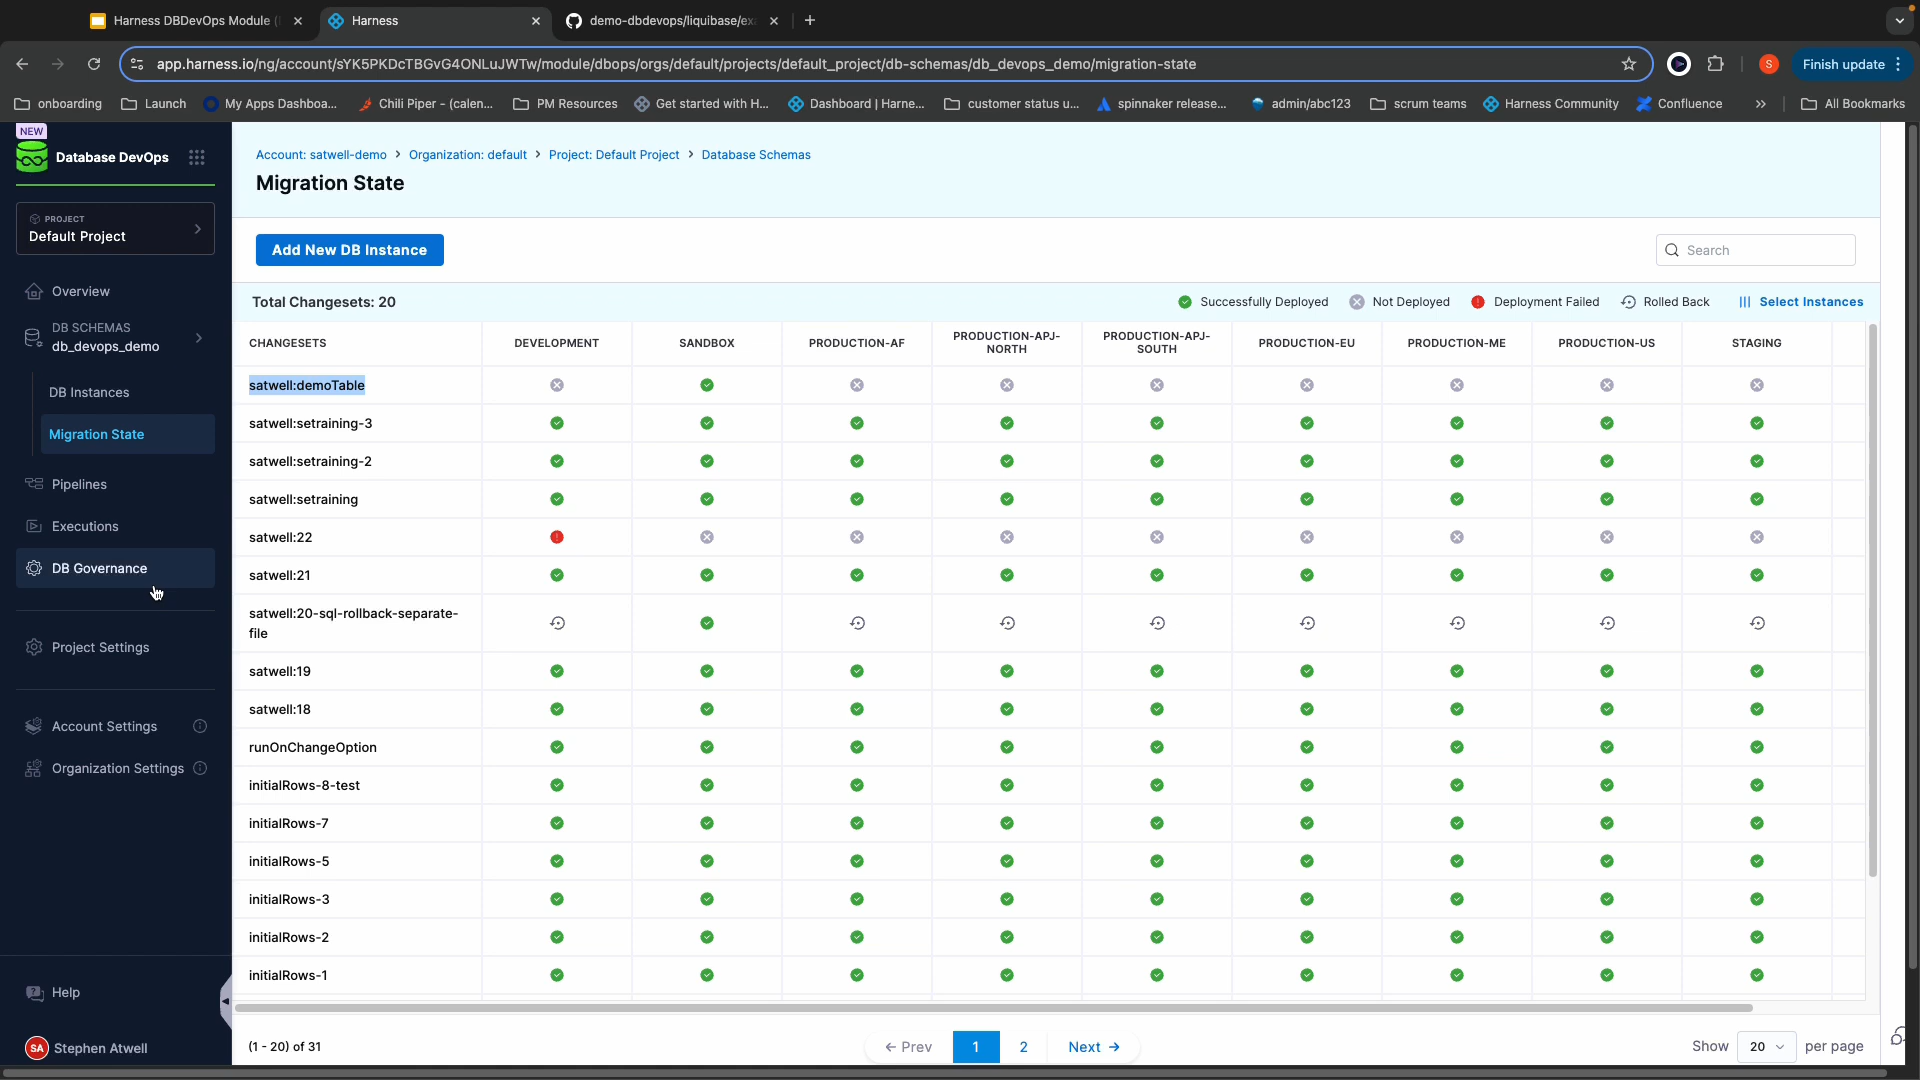 Harness DBDevOps Module (
Harness
demo-dbdevops/liquibase/ex
app.harness.io/ng/account/sYK5PKDcTBGvG4ONLuJWTw/module/dbops/orgs/default/projects/default_project/db-schemas/db_devops_demo/migration-state
S
Finish update
onboarding
Launch
My Apps Dashboa...
Chili Piper - (calen...
PM Resources
Get started with H...
Dashboard | Harne...
customer status u...
spinnaker release...
admin/abc123
scrum teams
Harness Community
Confluence
All Bookmarks
NEW
Database DevOps
PROJECT
Default Project
Overview
DB SCHEMAS
db_devops_demo
DB Instances
Migration State
Pipelines
Executions
DB Governance
Project Settings
Account Settings
Organization Settings
Help
SA Stephen Atwell
Account: satwell-demo > Organization: default > Project: Default Project > Database Schemas
Migration State
Add New DB Instance
Search
Total Changesets: 20
Successfully Deployed
Not Deployed
Deployment Failed
Rolled Back
Select Instances
CHANGESETS
DEVELOPMENT
SANDBOX
PRODUCTION-AF
PRODUCTION-APJ-
NORTH
PRODUCTION-APJ-
SOUTH
PRODUCTION-EU
PRODUCTION-ME
PRODUCTION-US
STAGING
satwell:demoTable
satwell:setraining-3
satwell:setraining-2
satwell:setraining
satwell:22
satwell:21
satwell:20-sql-rollback-separate-
file
satwell:19
satwell:18
runOnChangeOption
initialRows-8-test
initialRows-7
initialRows-5
initialRows-3
initialRows-2
initialRows-1
(1 - 20) of 31
← Prev
1
2
Next →
Show 20 per page